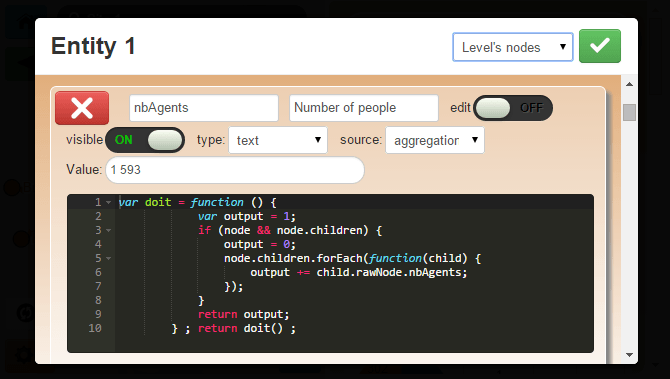 Entity 1
Level's nodes
nbAgents Number of people edit OFF
visible ON type: text source: aggregation
Value: 1 593
1 var doit = function () {
2 var output = 1;
3 if (node && node.children) {
4 output = 0;
5 node.children.forEach(function(child) {
6 output += child.rawNode.nbAgents;
7 });
8 }
9 return output;
10 } ; return doit() ;